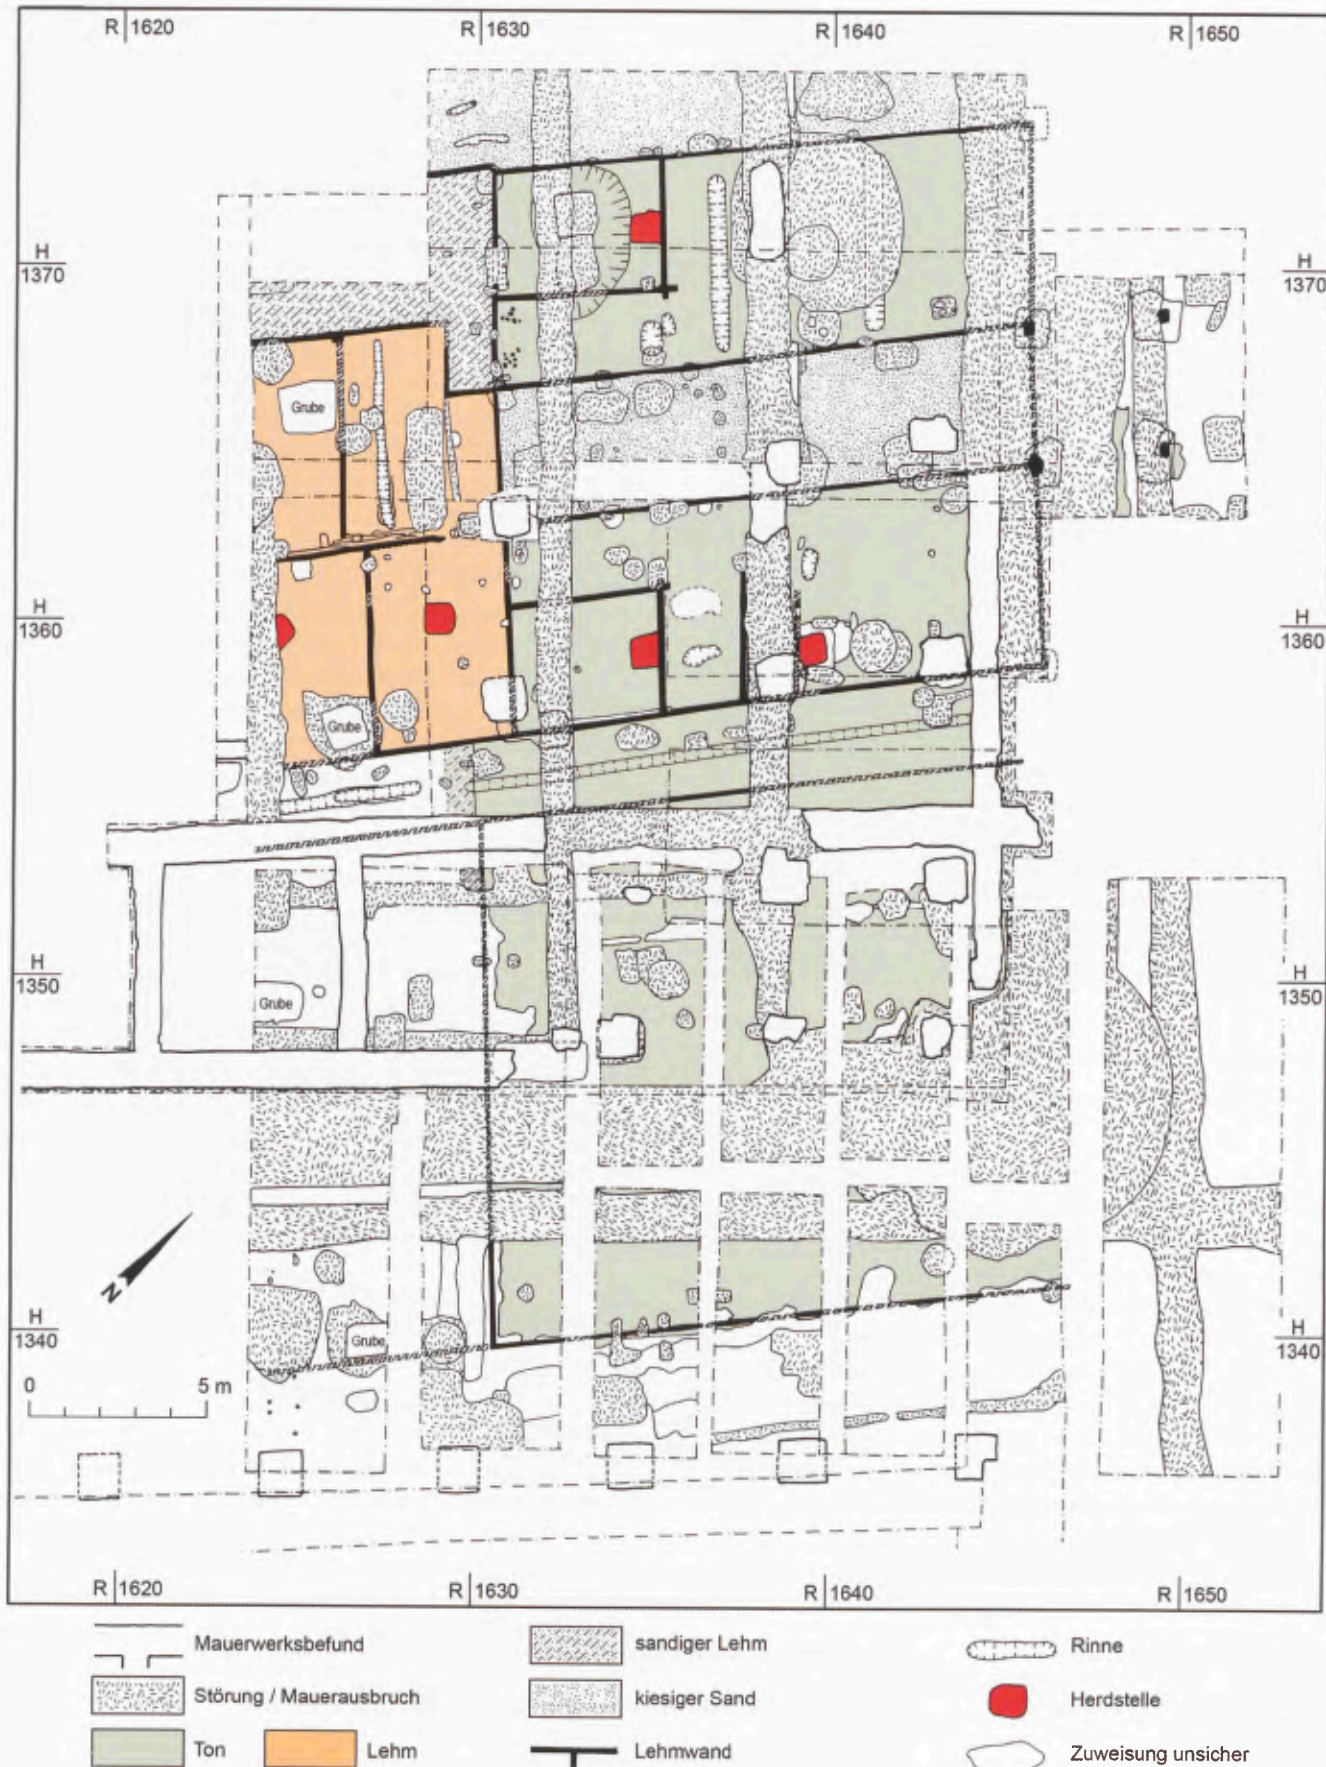 R 1620 R 1630 R 1640 R 1650
H
1370
H
1370
Grube
H
1360
H
1360
Grube
H
1350
H
1350
Grube
N
H
1340
H
1340
Grube
0 5 m
R 1620 R 1630 R 1640 R 1650
Mauerwerksbefund sandiger Lehm Rinne
Störung / Mauerausbruch kiesiger Sand Herdstelle
Ton Lehm Lehmwand Zuweisung unsicher